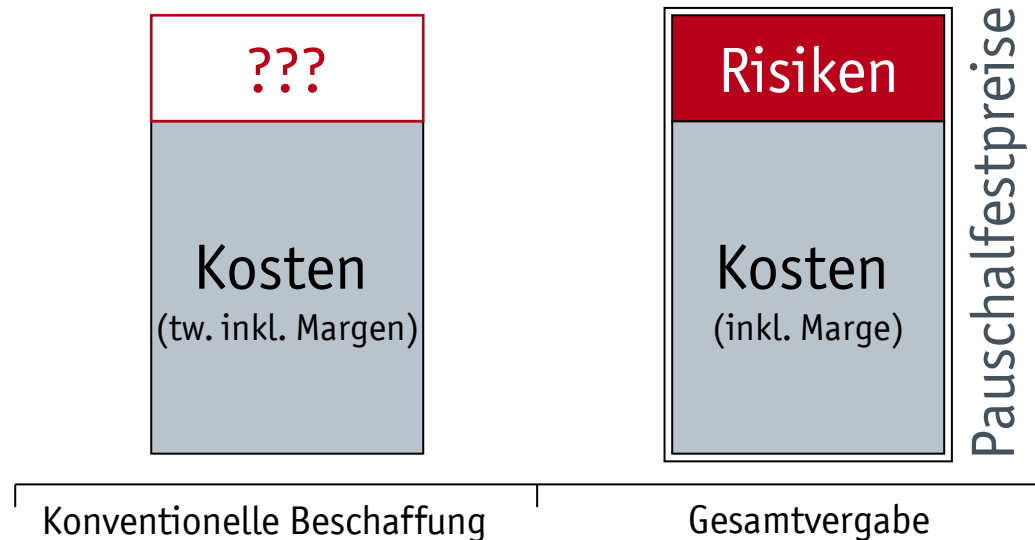 ???
Kosten
(tw. inkl. Margen)
Risiken
Kosten
(inkl. Marge)
Pauschalfestpreise
Konventionelle Beschaffung
Gesamtvergabe